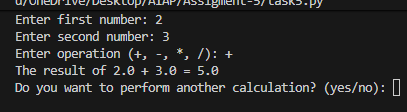 d/OneDrive/Desktop/AIAP/Assigment-5/task5.py
Enter first number: 2
Enter second number: 3
Enter operation (+, -, *, /): +
The result of 2.0 + 3.0 = 5.0
Do you want to perform another calculation? (yes/no):